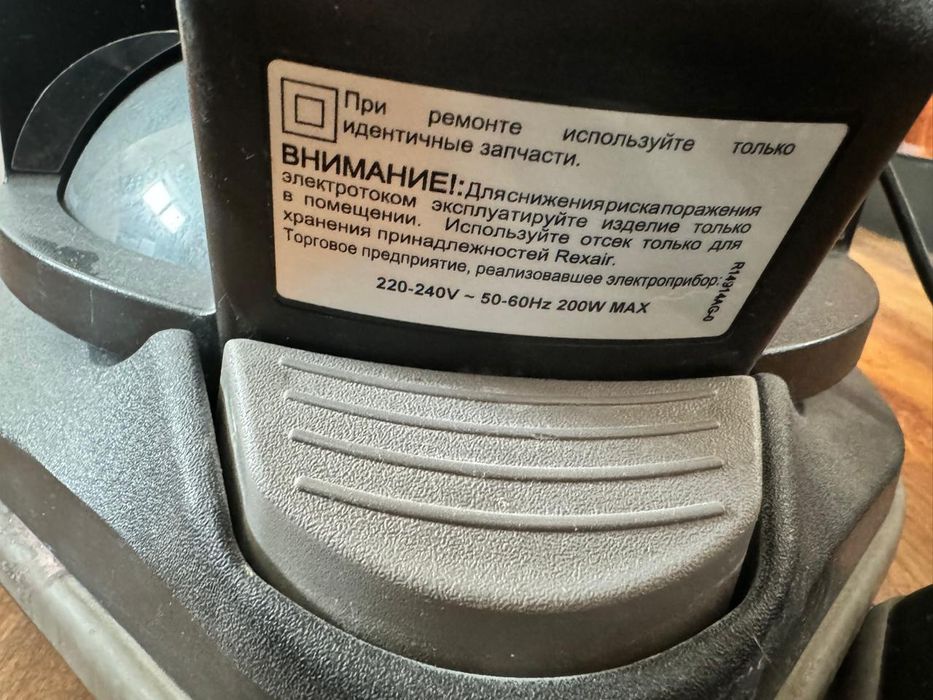 При ремонте используйте только
идентичные запчасти.
ВНИМАНИЕ!:Для снижения риска поражения
электротоком эксплуатируйте изделие только
в помещении. Используйте отсек только для
хранения принадлежностей Rexair.
Торговое предприятие, реализовавшее электроприбор:
220-240V ~ 50-60Hz 200W MAX
R14914AG-0